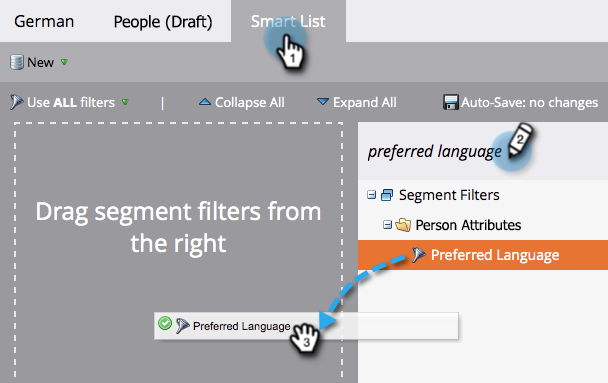 German People (Draft) Smart List
1
New
Use ALL filters | Collapse All Expand All Auto-Save: no changes
preferred language 2
Segment Filters
Drag segment filters from
the right
Person Attributes
Preferred Language
Preferred Language
3